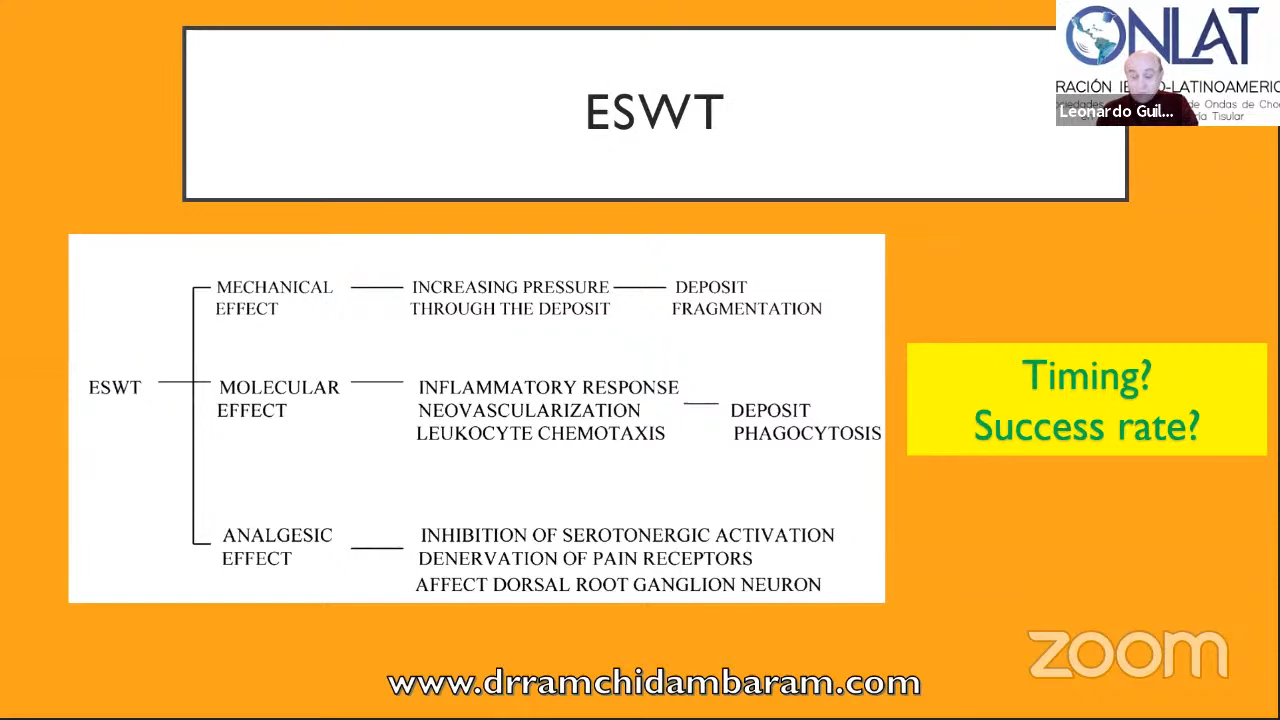 ESWT
ONLAT
Leonardo Guil...
MECHANICAL EFFECT
INCREASING PRESSURE THROUGH THE DEPOSIT
DEPOSIT FRAGMENTATION
ESWT
MOLECULAR EFFECT
INFLAMMATORY RESPONSE
NEOVASCULARIZATION
LEUKOCYTE CHEMOTAXIS
DEPOSIT PHAGOCYTOSIS
ANALGESIC EFFECT
INHIBITION OF SEROTONERGIC ACTIVATION
DENERVATION OF PAIN RECEPTORS
AFFECT DORSAL ROOT GANGLION NEURON
Timing?
Success rate?
zoom
www.drramchidambaram.com